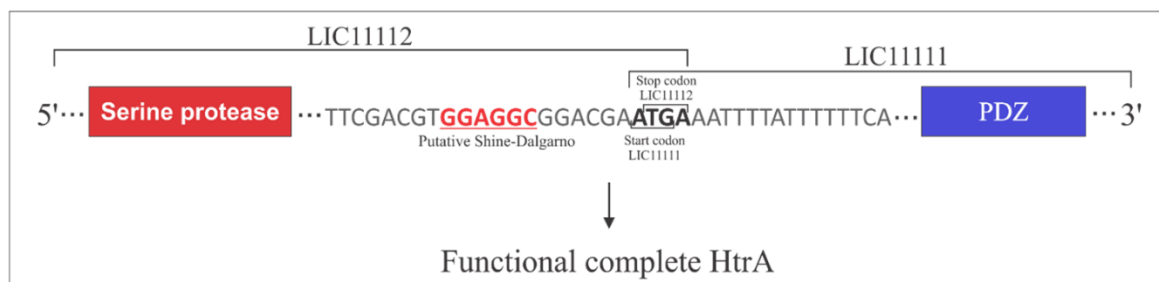 LIC11112
LIC11111
Stop codon
LIC11112
5'··· Serine protease ···TTCGACGTGGAGGCGGACGAATGAAATTTTATTTTTTCA··· PDZ ···3'
Putative Shine-Dalgarno
Start codon
LIC11111
Functional complete HtrA